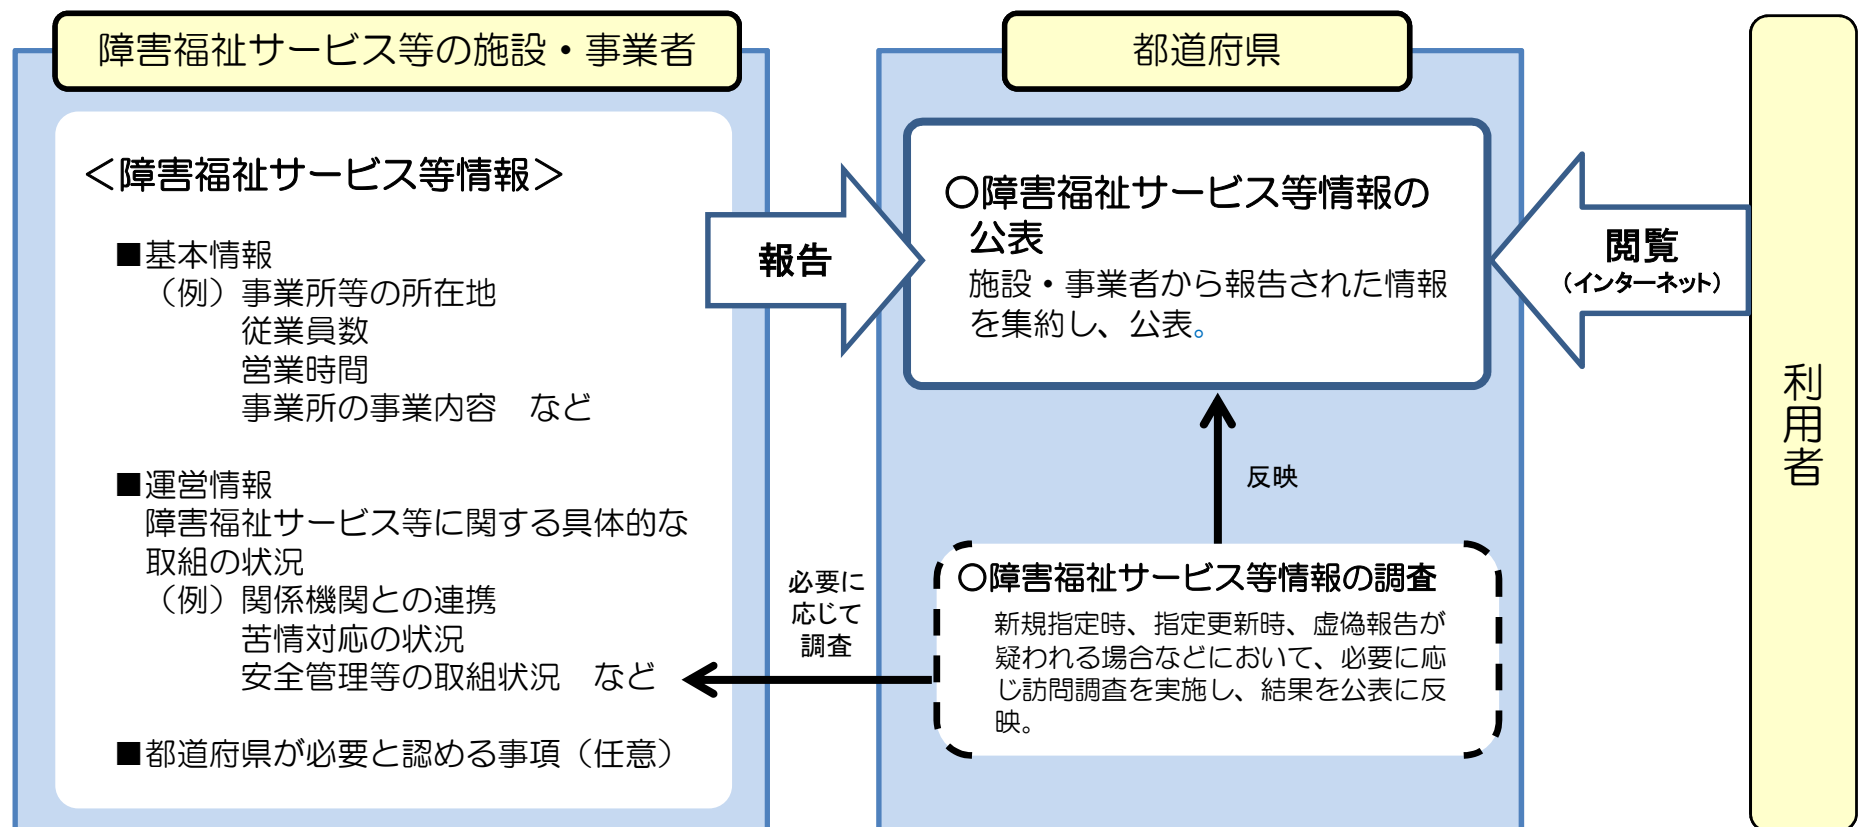 障害福祉サービス等の施設・事業者
＜障害福祉サービス等情報＞
■基本情報
（例）事業所等の所在地
従業員数
営業時間
事業所の事業内容　など
■運営情報
障害福祉サービス等に関する具体的な
取組の状況
（例）関係機関との連携
苦情対応の状況
安全管理等の取組状況　など
■都道府県が必要と認める事項（任意）
報告
必要に
応じて
調査
都道府県
〇障害福祉サービス等情報の
公表
施設・事業者から報告された情報
を集約し、公表。
反映
〇障害福祉サービス等情報の調査
新規指定時、指定更新時、虚偽報告が
疑われる場合などにおいて、必要に応
じ訪問調査を実施し、結果を公表に反
映。
閲覧
（インターネット）
利用者